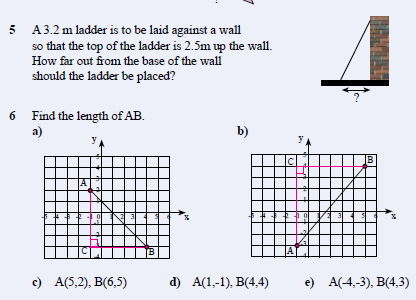 5 A 3.2 m ladder is to be laid against a wall
so that the top of the ladder is 2.5m up the wall.
How far out from the base of the wall
should the ladder be placed?
?
6 Find the length of AB.
a)
y
x
A
B
C
b)
y
x
C
B
A
c) A(5,2), B(6,5) d) A(1,-1), B(4,4) e) A(-4,-3), B(4,3)